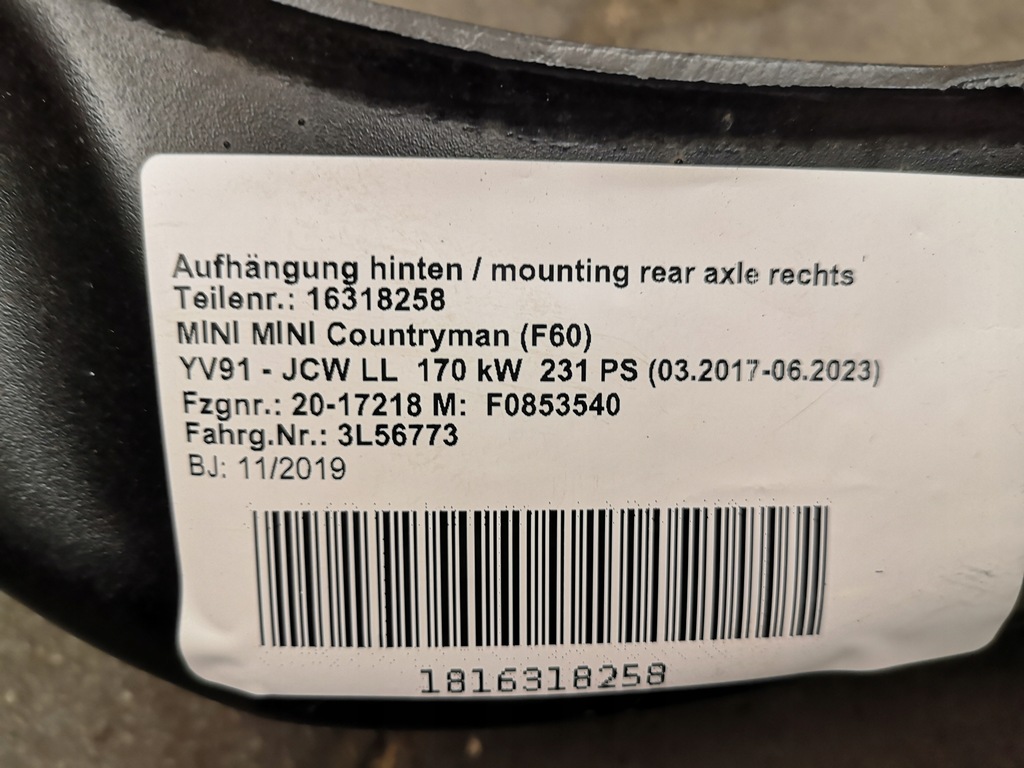 Aufhängung hinten / mounting rear axle rechts
Teilenr.: 16318258
MINI MINI Countryman (F60)
YV91 - JCW LL 170 kW 231 PS (03.2017-06.2023)
Fzgnr.: 20-17218 M: F0853540
Fahrg.Nr.: 3L56773
BJ: 11/2019
1816318258